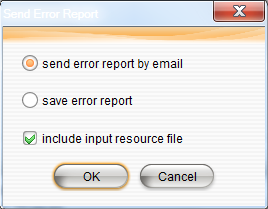 Send Error Report
send error report by email
save error report
include input resource file
OK
Cancel